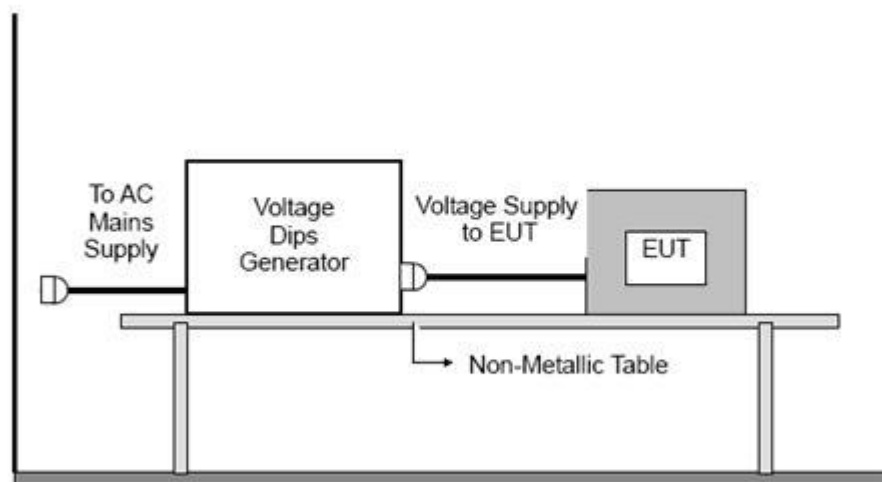 To AC
Mains
Supply
Voltage
Dips
Generator
Voltage Supply
to EUT
EUT
Non-Metallic Table